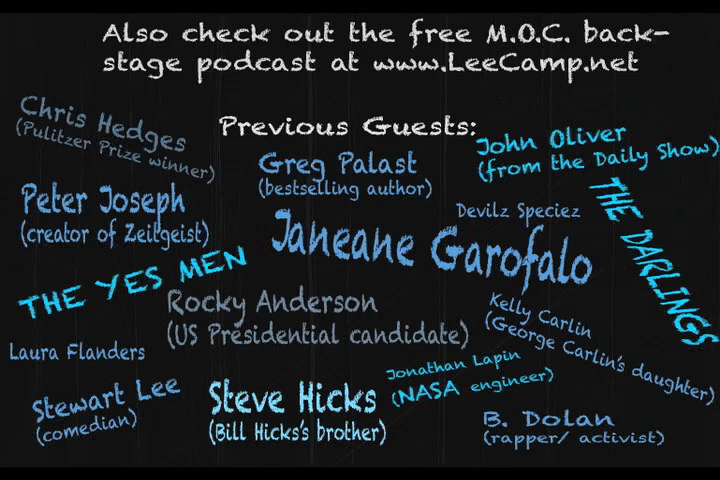 Also check out the free M.O.C. back-
stage podcast at www.LeeCamp.net
Previous Guests:
Chris Hedges
(Pulitzer Prize winner)
Greg Palast
(bestselling author)
John Oliver
(from the Daily Show)
Peter Joseph
(creator of Zeitgeist)
Devilz Speciez
THE DARLINGS
Janeane Garofalo
THE YES MEN
Rocky Anderson
(US Presidential candidate)
Kelly Carlin
(George Carlin's daughter)
Laura Flanders
Jonathan Lapin
(NASA engineer)
Stewart Lee
(comedian)
Steve Hicks
(Bill Hicks's brother)
B. Dolan
(rapper/ activist)